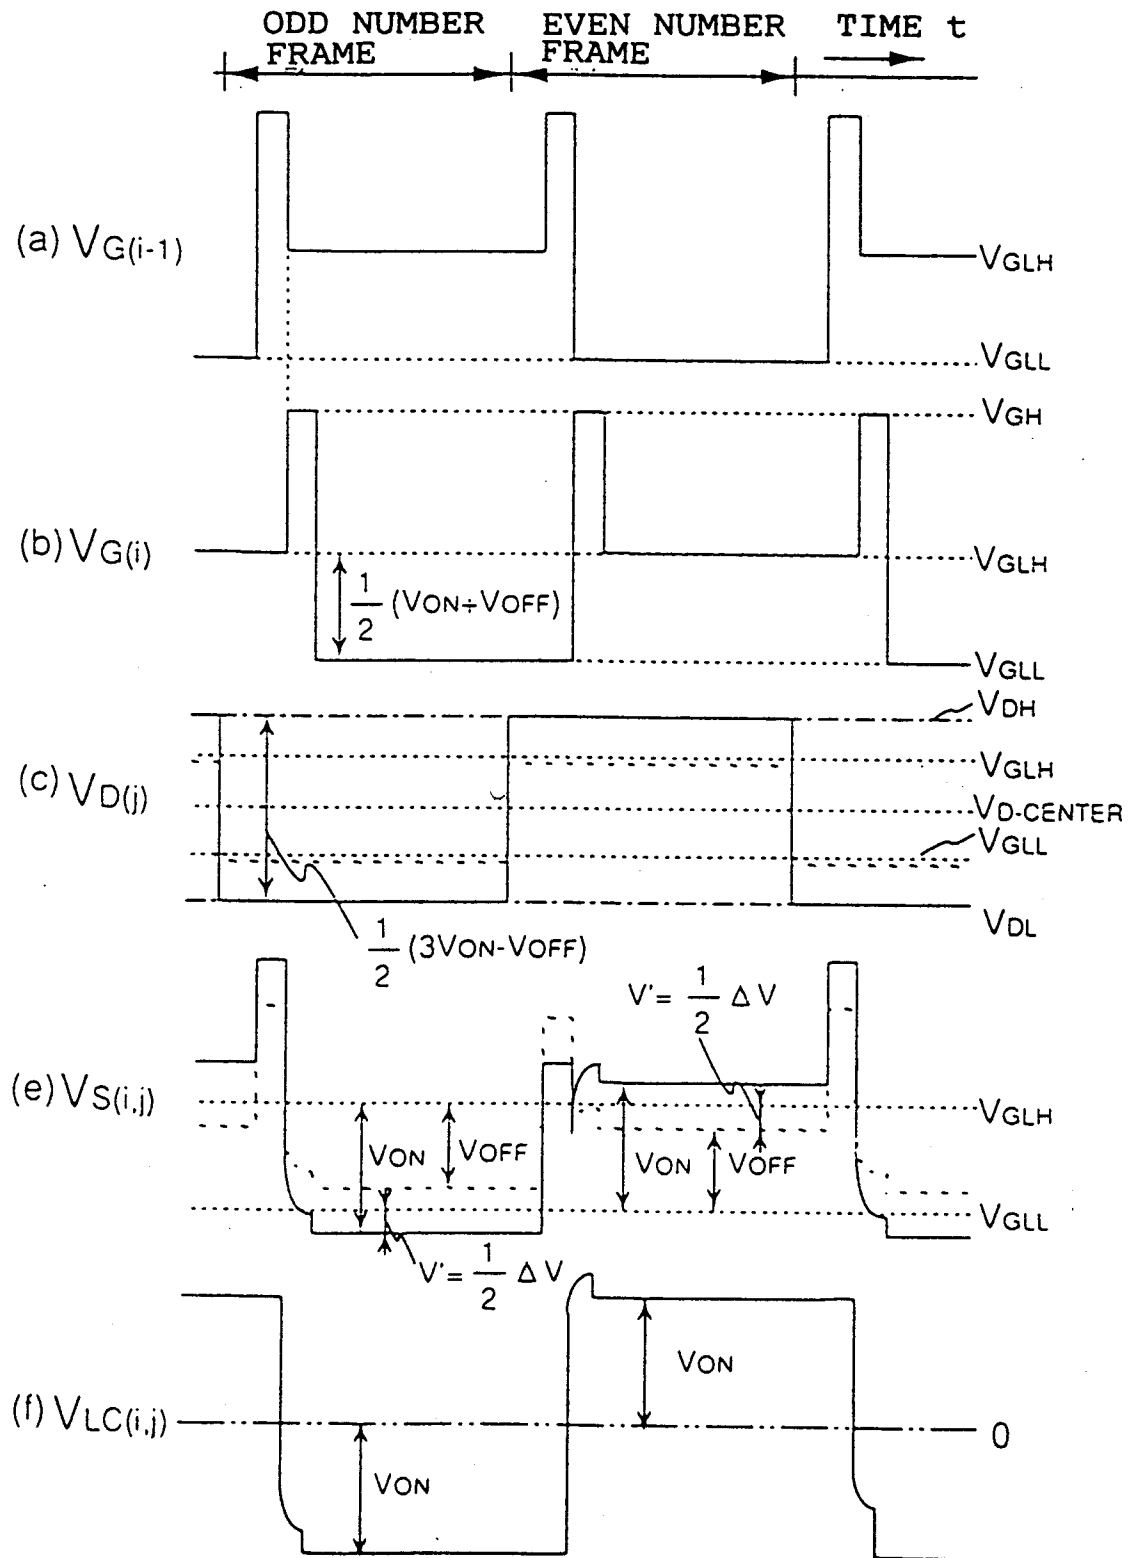 ODD NUMBER FRAME
EVEN NUMBER FRAME
TIME t
(a) VG(i-1)
VGLH
VGLL
VGH
(b) VG(i)
VGLH
1/2 (VON÷VOFF)
VGLL
VDH
(c) VD(j)
VGLH
VD-CENTER
VGLL
VDL
1/2 (3VON-VOFF)
V'= 1/2 ΔV
(e) VS(i,j)
VGLH
VON
VOFF
VON
VOFF
VGLL
V'= 1/2 ΔV
VON
(f) VLC(i,j)
0
VON